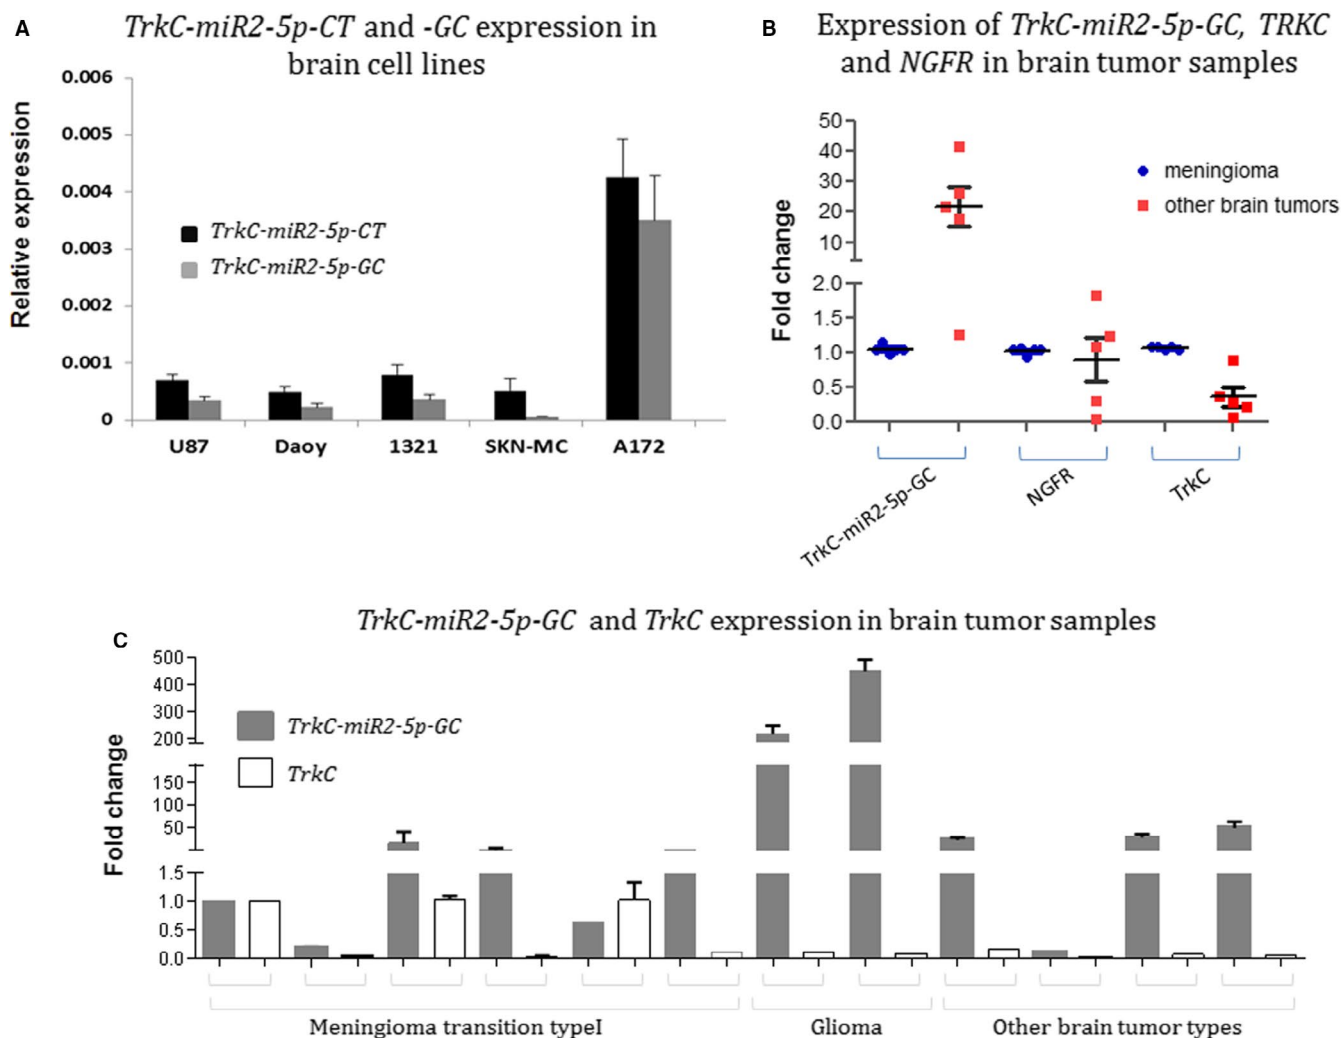 A
TrkC-miR2-5p-CT and -GC expression in
brain cell lines
Relative expression
0.006
0.005
0.004
0.003
0.002
0.001
0
TrkC-miR2-5p-CT
TrkC-miR2-5p-GC
U87 Daoy 1321 SKN-MC A172
B
Expression of TrkC-miR2-5p-GC, TRKC
and NGFR in brain tumor samples
Fold change
50
40
30
20
10
2.0
1.5
1.0
0.5
0.0
meningioma
other brain tumors
TrkC-miR2-5p-GC NGFR TrkC
C
TrkC-miR2-5p-GC and TrkC expression in brain tumor samples
Fold change
500
400
300
200
150
100
50
1.5
1.0
0.5
0.0
TrkC-miR2-5p-GC
TrkC
Meningioma transition typeI Glioma Other brain tumor types